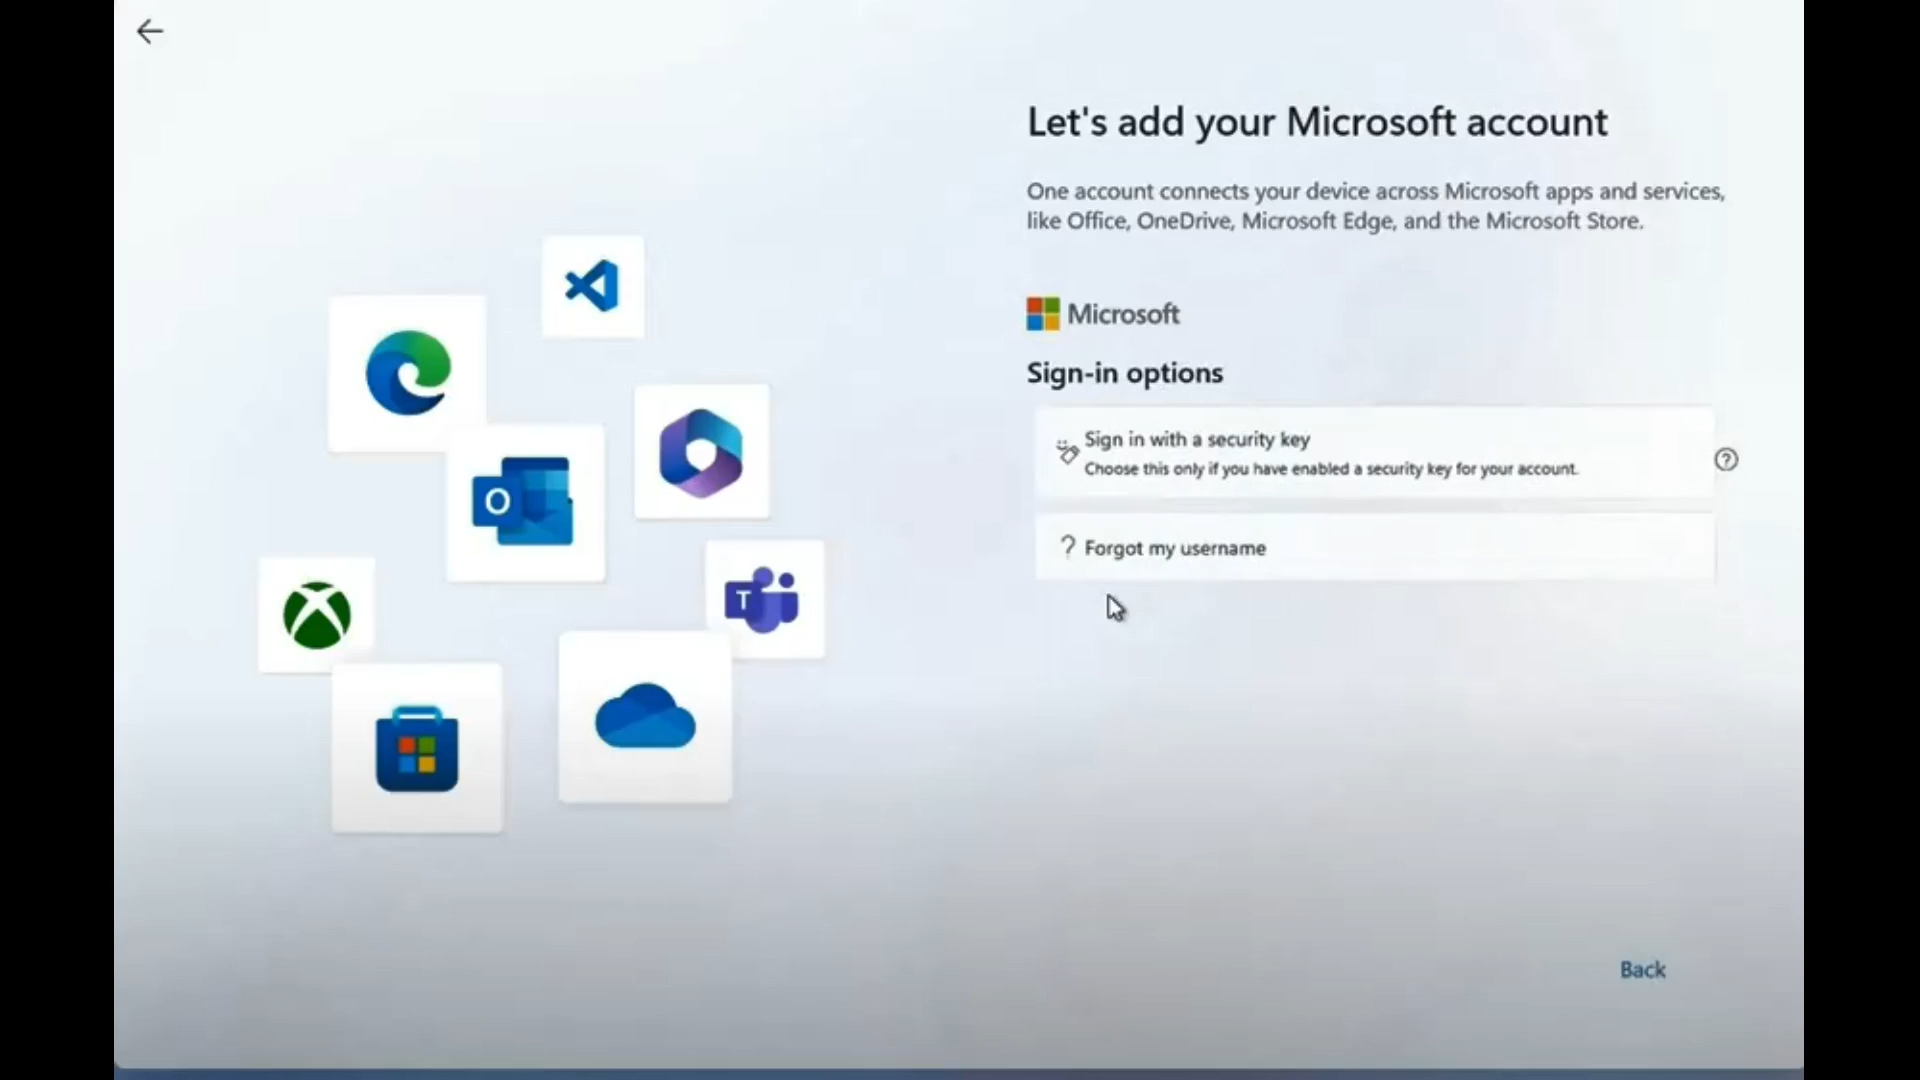 Let's add your Microsoft account
One account connects your device across Microsoft apps and services,
like Office, OneDrive, Microsoft Edge, and the Microsoft Store.
Microsoft
Sign-in options
Sign in with a security key
Choose this only if you have enabled a security key for your account.
?
? Forgot my username
O
T
Back